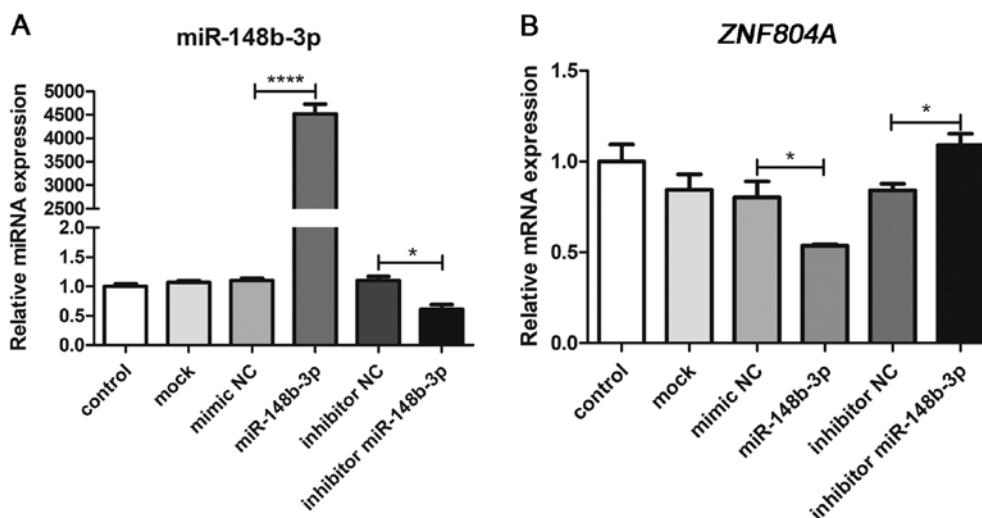 A
miR-148b-3p
Relative miRNA expression
5000
4500
4000
3500
3000
2500
2.0
1.5
1.0
0.5
0.0
****
*
control
mock
mimic NC
miR-148b-3p
inhibitor NC
inhibitor miR-148b-3p
B
ZNF804A
Relative mRNA expression
1.5
1.0
0.5
0.0
*
*
control
mock
mimic NC
miR-148b-3p
inhibitor NC
inhibitor miR-148b-3p